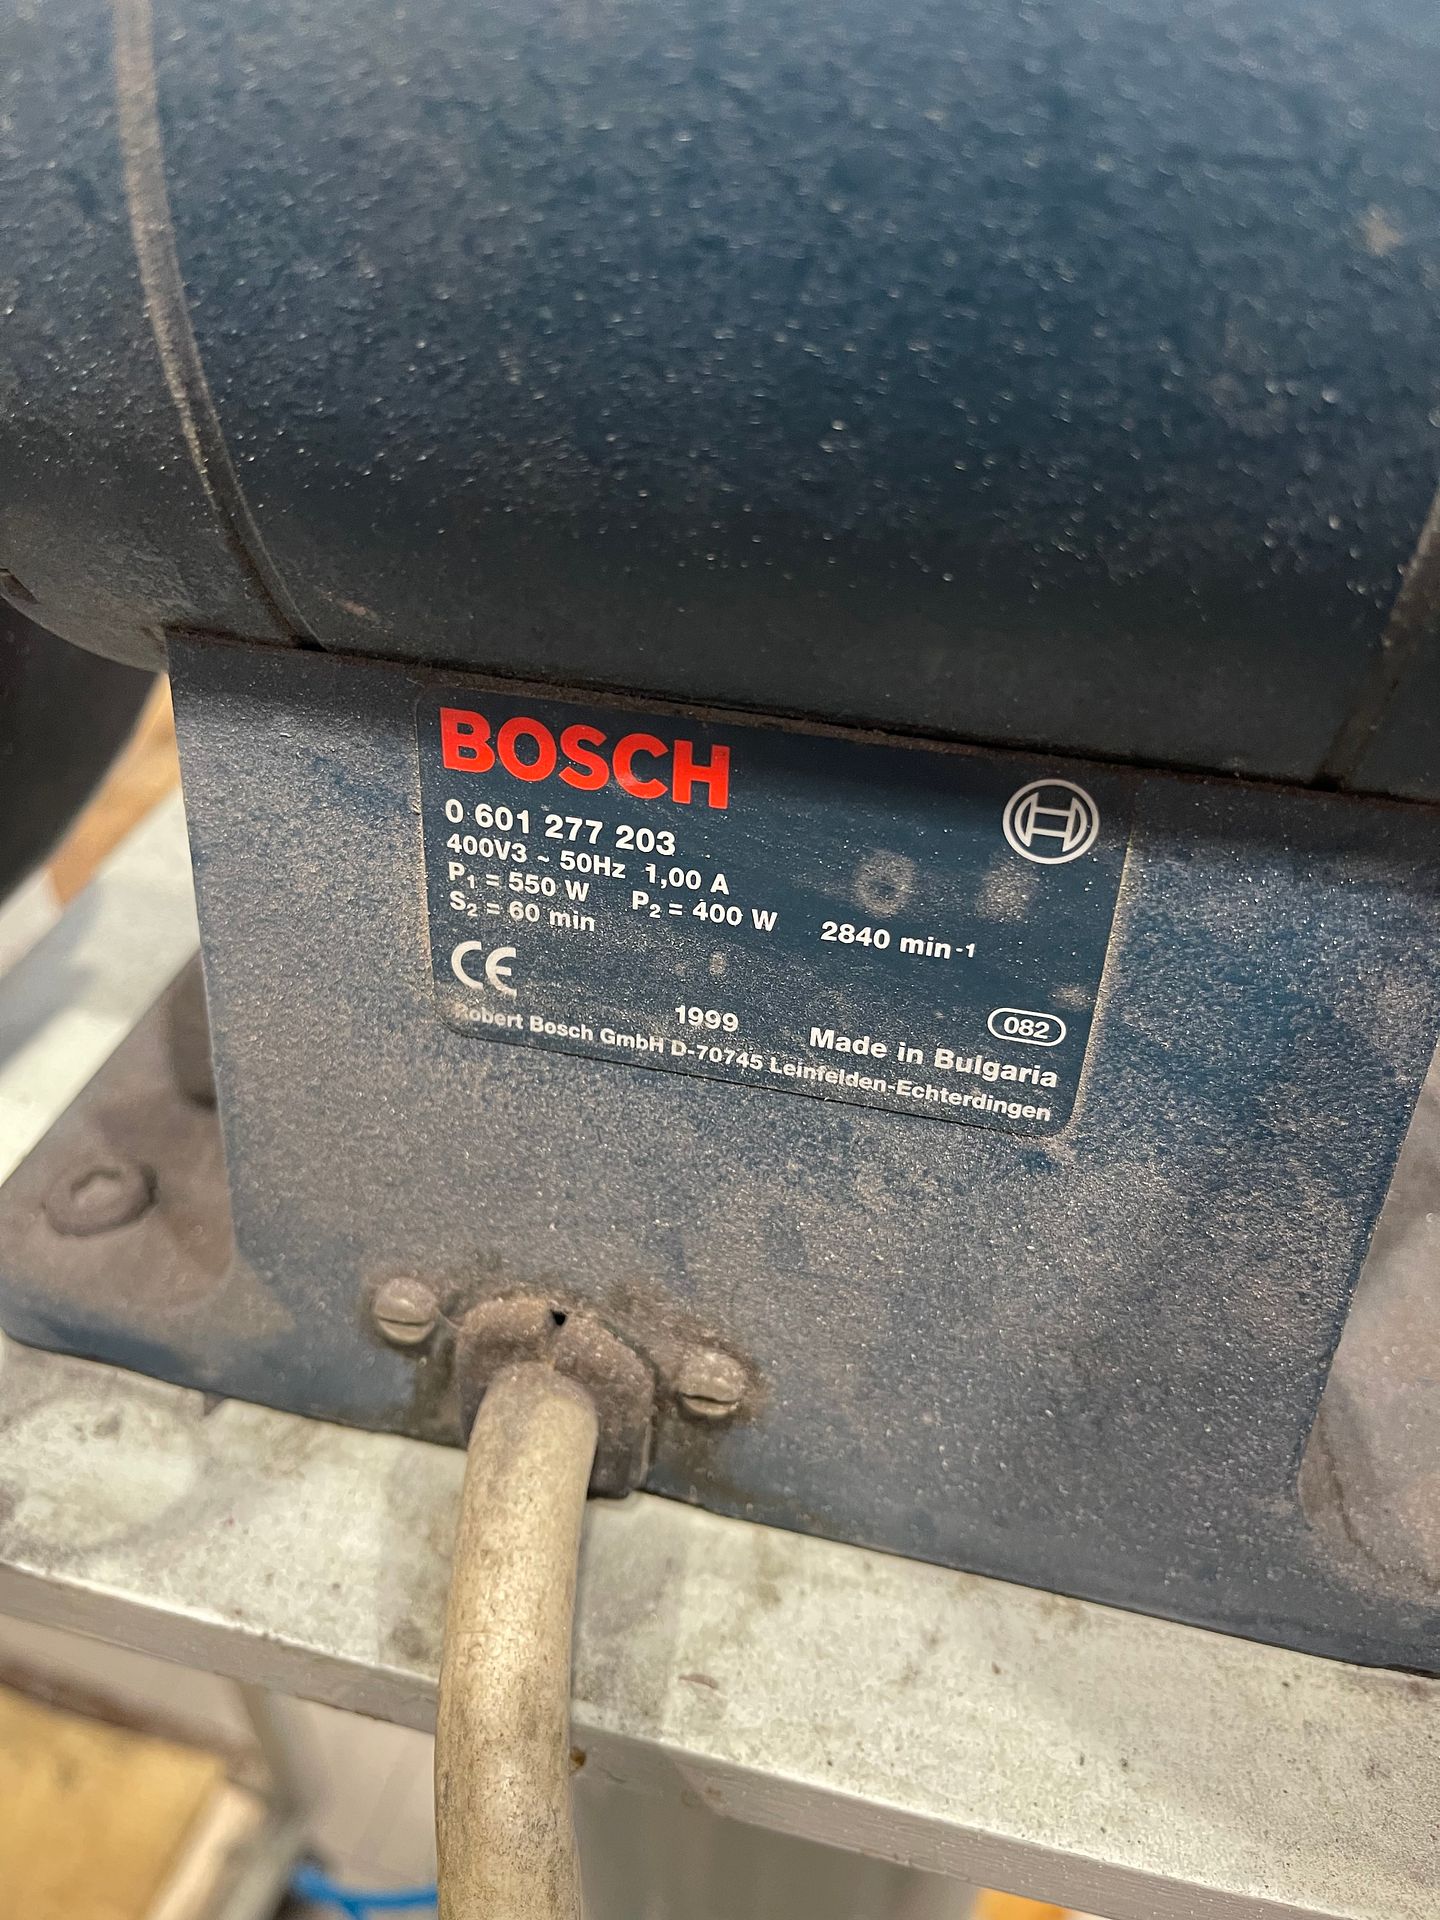 BOSCH
0 601 277 203
400V3 ~ 50Hz 1,00 A
P₁ = 550 W P₂ = 400 W 2840 min⁻¹
S₂ = 60 min
CE
1999 082
Made in Bulgaria
Robert Bosch GmbH D-70745 Leinfelden-Echterdingen